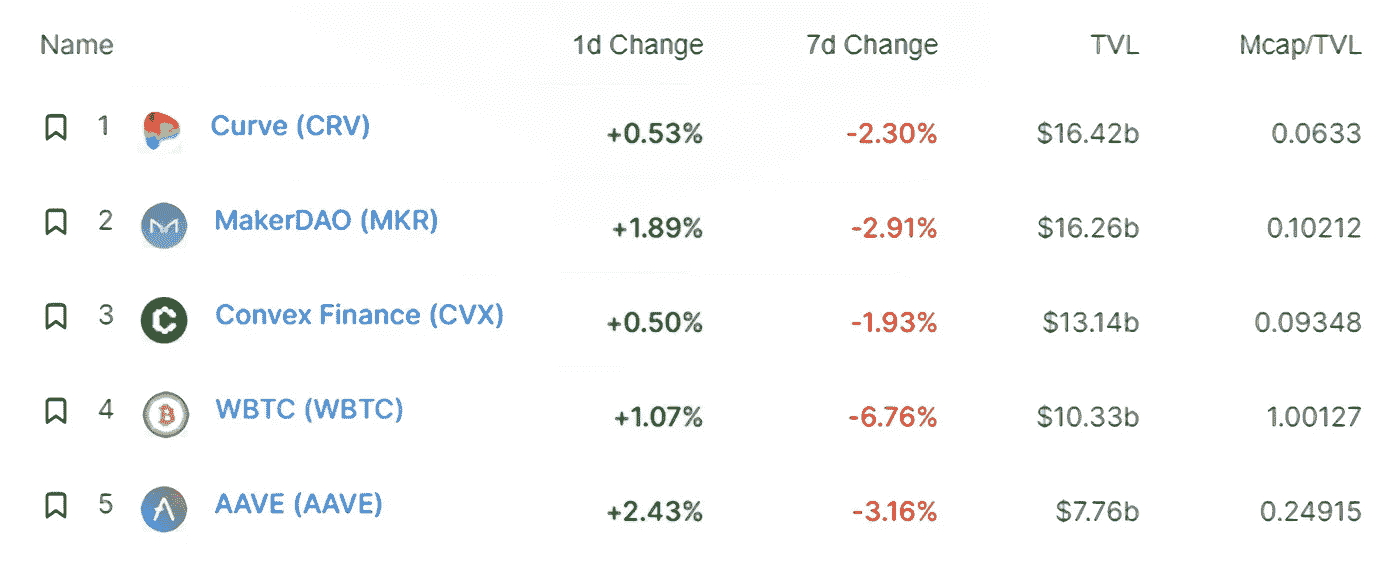 Name 1d Change 7d Change TVL Mcap/TVL
1 Curve (CRV) +0.53% -2.30% $16.42b 0.0633
2 MakerDAO (MKR) +1.89% -2.91% $16.26b 0.10212
3 Convex Finance (CVX) +0.50% -1.93% $13.14b 0.09348
4 WBTC (WBTC) +1.07% -6.76% $10.33b 1.00127
5 AAVE (AAVE) +2.43% -3.16% $7.76b 0.24915